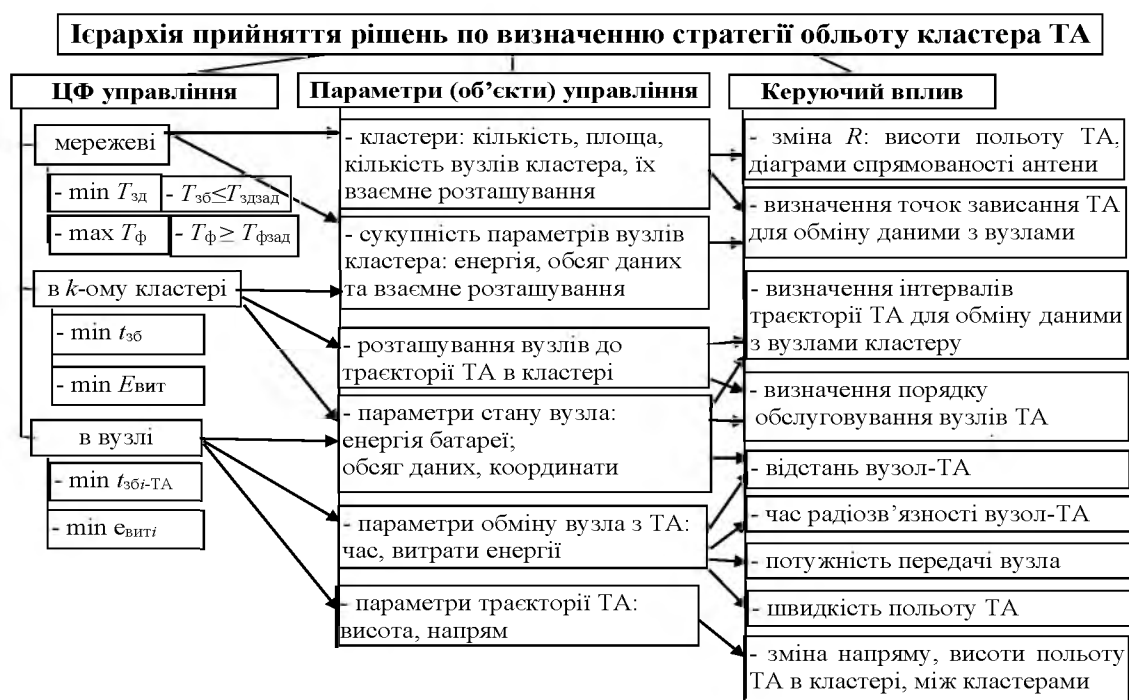 Ієрархія прийняття рішень по визначенню стратегії обльоту кластера ТА
ЦФ управління
мережеві
- min Tзд
- Tзб≤Tздзад
- max Tф
- Tф≥ Tфзад
в k-ому кластері
- min tзб
- min Eвит
в вузлі
- min tзбi-ТА
- min eвитi
Параметри (об’єкти) управління
- кластери: кількість, площа,
кількість вузлів кластера, їх
взаємне розташування
- сукупність параметрів вузлів
кластера: енергія, обсяг даних
та взаємне розташування
- розташування вузлів до
траєкторії ТА в кластері
- параметри стану вузла:
енергія батареї;
обсяг даних, координати
- параметри обміну вузла з ТА:
час, витрати енергії
- параметри траєкторії ТА:
висота, напрям
Керуючий вплив
- зміна R: висоти польоту ТА,
діаграми спрямованості антени
- визначення точок зависання ТА
для обміну даними з вузлами
- визначення інтервалів
траєкторії ТА для обміну даними
з вузлами кластеру
- визначення порядку
обслуговування вузлів ТА
- відстань вузол-ТА
- час радіозв’язності вузол-ТА
- потужність передачі вузла
- швидкість польоту ТА
- зміна напряму, висоти польоту
ТА в кластері, між кластерами